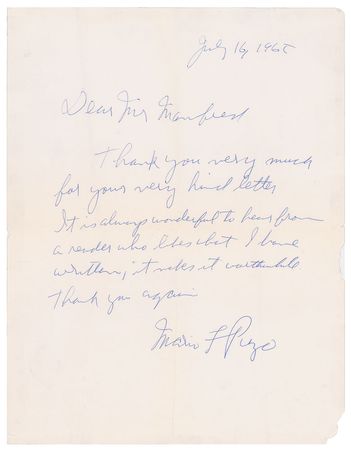 July 16, 1965
Dear Mr Manfred
Thank you very much
for your very kind letter
It is always wonderful to hear from
a reader who likes what I have
written; it makes it worthwhile
Thank you again
Mario F Puzo